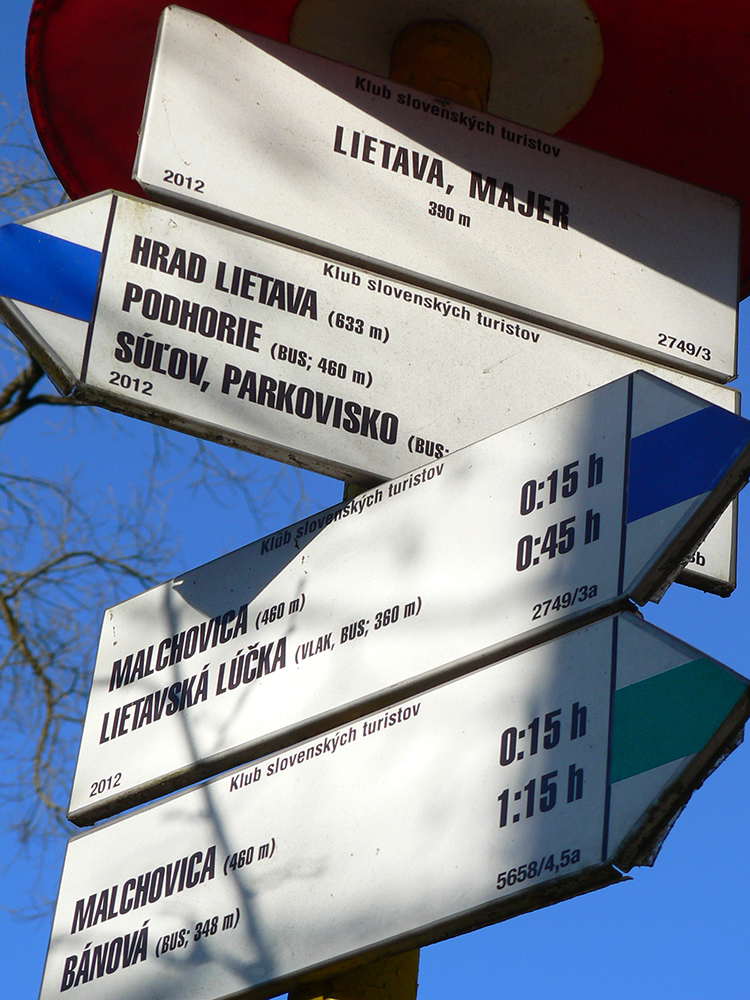 Klub slovenských turistov
LIETAVA, MAJER
390 m
2012
2749/3
Klub slovenských turistov
HRAD LIETAVA (633 m)
PODHORIE (BUS; 460 m)
SÚĽOV, PARKOVISKO (BUS;
2012
Klub slovenských turistov
MALCHOVICA (460 m) 0:15 h
LIETAVSKÁ LÚČKA (VLAK, BUS; 360 m) 0:45 h
2012
2749/3a
Klub slovenských turistov
MALCHOVICA (460 m) 0:15 h
BÁNOVÁ (BUS; 348 m) 1:15 h
5658/4,5a